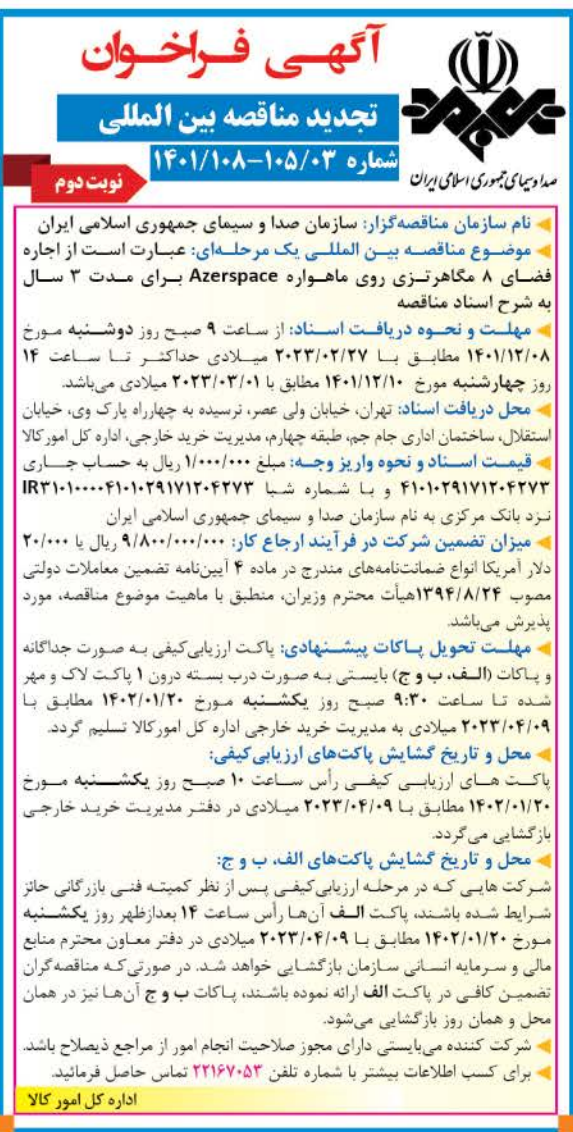 آگهی فراخوان
تجدید مناقصه بین المللی
شماره ۱۴۰۱/۱۰۸-۱۰۵/۰۳
نوبت دوم
صدا و سیمای جمهوری اسلامی ایران
نام سازمان مناقصه‌گزار: سازمان صدا و سیمای جمهوری اسلامی ایران
موضوع مناقصه بین المللی یک مرحله‌ای: عبارت است از اجاره
فضای ۸ مگاهرتزی روی ماهواره Azerspace برای مدت ۳ سال
به شرح اسناد مناقصه
مهلت و نحوه دریافت اسناد: از ساعت ۹ صبح روز دوشنبه مورخ
۱۴۰۱/۱۲/۰۸ مطابق با ۲۰۲۳/۰۲/۲۷ میلادی حداکثر تا ساعت ۱۴
روز چهارشنبه مورخ ۱۴۰۱/۱۲/۱۰ مطابق با ۲۰۲۳/۰۳/۰۱ میلادی می‌باشد.
محل دریافت اسناد: تهران، خیابان ولی عصر، نرسیده به چهارراه پارک وی، خیابان
استقلال، ساختمان اداری جام جم، طبقه چهارم، مدیریت خرید خارجی، اداره کل امورکالا
قیمت اسناد و نحوه واریز وجه: مبلغ ۱/۰۰۰/۰۰۰ ریال به حساب جاری
۴۱۰۱۰۲۹۱۷۱۲۰۴۲۷۳ و با شماره شبا IR۳۱۰۱۰۰۰۰۴۱۰۱۰۲۹۱۷۱۲۰۴۲۷۳
نزد بانک مرکزی به نام سازمان صدا و سیمای جمهوری اسلامی ایران
میزان تضمین شرکت در فرآیند ارجاع کار: ۹/۸۰۰/۰۰۰/۰۰۰ ریال یا ۲۰/۰۰۰
دلار آمریکا انواع ضمانت‌نامه‌های مندرج در ماده ۴ آیین‌نامه تضمین معاملات دولتی
مصوب ۱۳۹۴/۸/۲۴هیأت محترم وزیران، منطبق با ماهیت موضوع مناقصه، مورد
پذیرش می‌باشد.
مهلت تحویل پاکات پیشنهادی: پاکت ارزیابی‌کیفی به صورت جداگانه
و پاکات (الف، ب و ج) بایستی به صورت درب بسته درون ۱ پاکت لاک و مهر
شده تا ساعت ۹:۳۰ صبح روز یکشنبه مورخ ۱۴۰۲/۰۱/۲۰ مطابق با
۲۰۲۳/۰۴/۰۹ میلادی به مدیریت خرید خارجی اداره کل امورکالا تسلیم گردد.
محل و تاریخ گشایش پاکت‌های ارزیابی‌کیفی:
پاکت های ارزیابی کیفی رأس ساعت ۱۰ صبح روز یکشنبه مورخ
۱۴۰۲/۰۱/۲۰ مطابق با ۲۰۲۳/۰۴/۰۹ میلادی در دفتر مدیریت خرید خارجی
بازگشایی می‌گردد.
محل و تاریخ گشایش پاکت‌های الف، ب و ج:
شرکت هایی که در مرحله ارزیابی‌کیفی پس از نظر کمیته فنی بازرگانی حائز
شرایط شده باشند، پاکت الف آن‌ها رأس ساعت ۱۴ بعدازظهر روز یکشنبه
مورخ ۱۴۰۲/۰۱/۲۰ مطابق با ۲۰۲۳/۰۴/۰۹ میلادی در دفتر معاون محترم منابع
مالی و سرمایه انسانی سازمان بازگشایی خواهد شد. در صورتی‌که مناقصه‌گران
تضمین کافی در پاکت الف ارائه نموده باشند، پاکات ب و ج آن‌ها نیز در همان
محل و همان روز بازگشایی می‌شود.
شرکت کننده می‌بایستی دارای مجوز صلاحیت انجام امور از مراجع ذیصلاح باشد.
برای کسب اطلاعات بیشتر با شماره تلفن ۲۲۱۶۷۰۵۳ تماس حاصل فرمائید.
اداره کل امور کالا